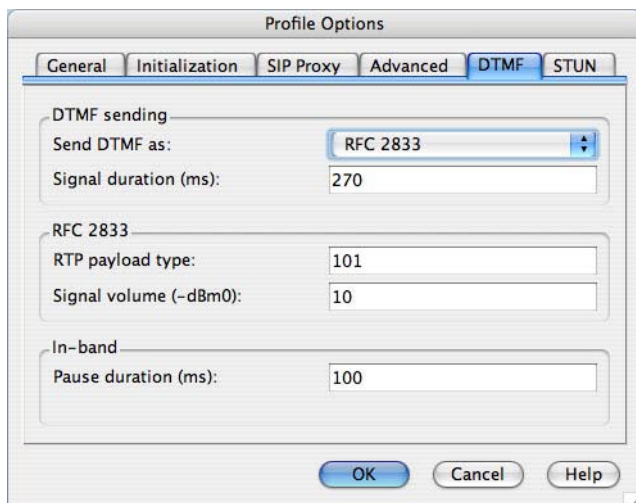 Profile Options
General Initialization SIP Proxy Advanced DTMF STUN
DTMF sending
Send DTMF as: RFC 2833
Signal duration (ms): 270
RFC 2833
RTP payload type: 101
Signal volume (-dBm0): 10
In-band
Pause duration (ms): 100
OK Cancel Help